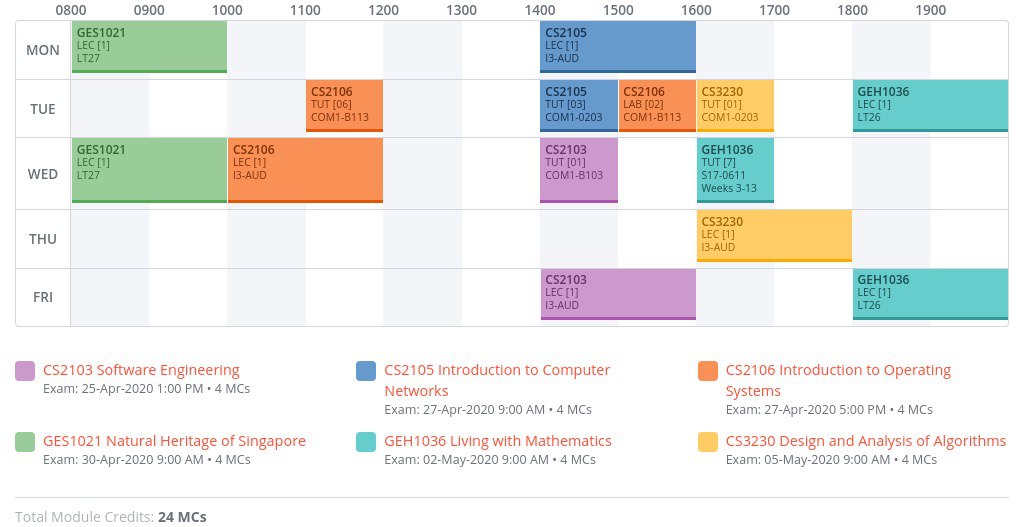 0800 0900 1000 1100 1200 1300 1400 1500 1600 1700 1800 1900
MON
GES1021
LEC [1]
LT27
CS2105
LEC [1]
I3-AUD
TUE
CS2106
TUT [06]
COM1-B113
CS2105
TUT [03]
COM1-0203
CS2106
LAB [02]
COM1-B113
CS3230
TUT [01]
COM1-0203
GEH1036
LEC [1]
LT26
WED
GES1021
LEC [1]
LT27
CS2106
LEC [1]
I3-AUD
CS2103
TUT [01]
COM1-B103
GEH1036
TUT [7]
S17-0611
Weeks 3-13
THU
CS3230
LEC [1]
I3-AUD
FRI
CS2103
LEC [1]
I3-AUD
GEH1036
LEC [1]
LT26
CS2103 Software Engineering
Exam: 25-Apr-2020 1:00 PM • 4 MCs
CS2105 Introduction to Computer
Networks
Exam: 27-Apr-2020 9:00 AM • 4 MCs
CS2106 Introduction to Operating
Systems
Exam: 27-Apr-2020 5:00 PM • 4 MCs
GES1021 Natural Heritage of Singapore
Exam: 30-Apr-2020 9:00 AM • 4 MCs
GEH1036 Living with Mathematics
Exam: 02-May-2020 9:00 AM • 4 MCs
CS3230 Design and Analysis of Algorithms
Exam: 05-May-2020 9:00 AM • 4 MCs
Total Module Credits: 24 MCs